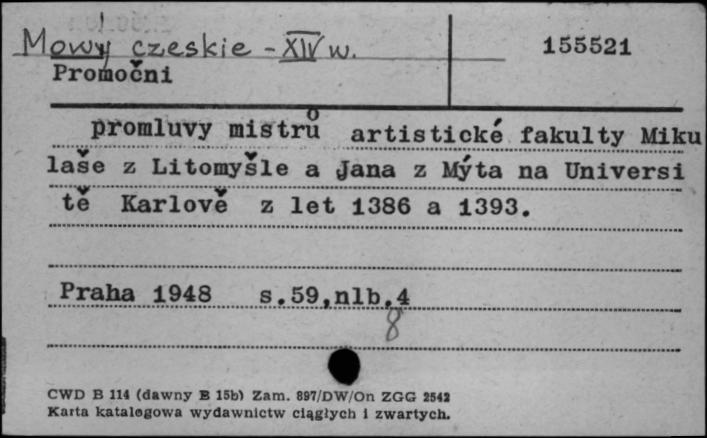 Mowy czeskie - XIV w.
155521
Promočni
promluvy mistrů artistické fakulty Miku
laše z Litomyšle a Jana z Mýta na Universi
tě Karlově z let 1386 a 1393.
Praha 1948 s.59,nlb.4
8
CWD B 114 (dawny B 15b) Zam. 897/DW/On ZGG 2542
Karta katalogowa wydawnictw ciągłych i zwartych.